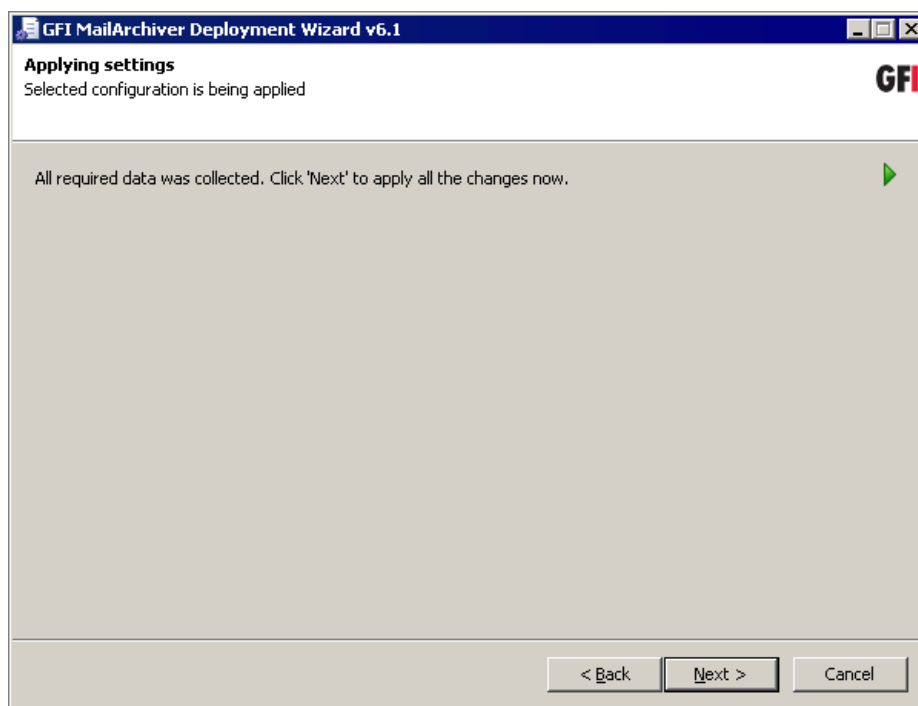 GFI MailArchiver Deployment Wizard v6.1
Applying settings
Selected configuration is being applied
GFI
All required data was collected. Click 'Next' to apply all the changes now.
< Back
Next >
Cancel